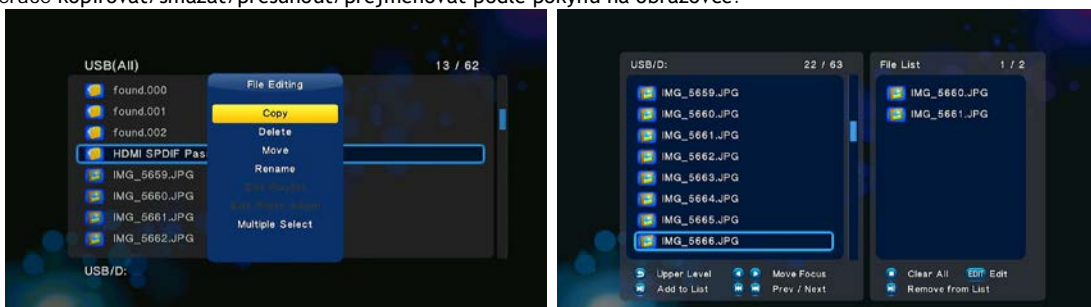 kopírovat/smazat/přesunout/přejmenovat podle pokynů na obrazovce.
USB(All) 13 / 62
found.000
found.001
found.002
HDMI SPDIF Pas
IMG_5659.JPG
IMG_5660.JPG
IMG_5661.JPG
IMG_5662.JPG
USB/D:
File Editing
Copy
Delete
Move
Rename
Edit Playlist
Multiple Select
USB/D: 22 / 63
IMG_5659.JPG
IMG_5660.JPG
IMG_5661.JPG
IMG_5662.JPG
IMG_5663.JPG
IMG_5664.JPG
IMG_5665.JPG
IMG_5666.JPG
Upper Level Move Focus
Add to List Prev / Next
File List 1 / 2
IMG_5660.JPG
IMG_5661.JPG
Clear All EDIT Edit
Remove from List